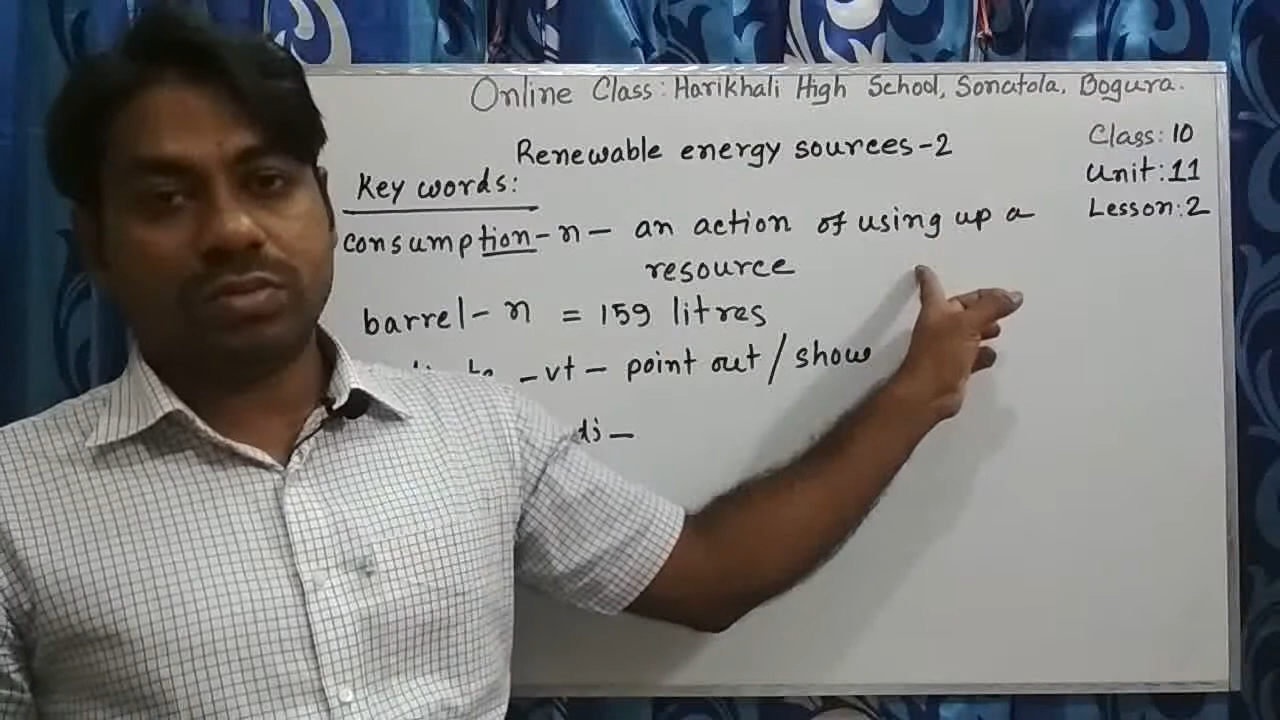 Online Class: Harikhali High School, Sonatola, Bogura.
Renewable energy sources-2
Class: 10
Unit: 11
Lesson: 2
Key words:
consumption - n - an action of using up a
resource
barrel - n = 159 litres
- vt - point out / show